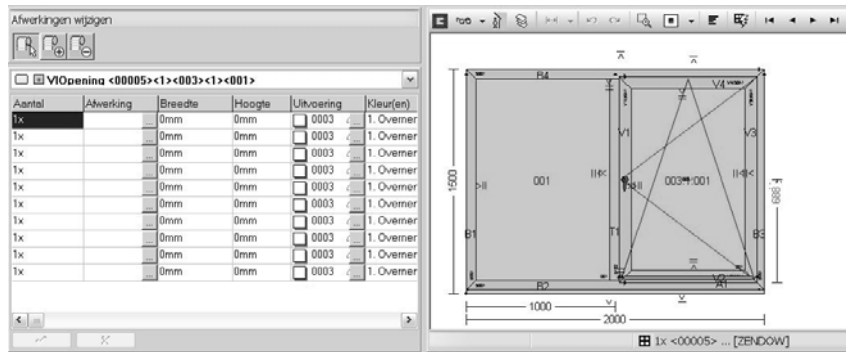 Afwerkingen wijzigen
VIOpening <00005><1><003><1><001>
Aantal Afwerking Breedte Hoogte Uitvoering Kleur(en)
1x ... 0mm 0mm 0003 ... 1. Overner
1x ... 0mm 0mm 0003 ... 1. Overner
1x ... 0mm 0mm 0003 ... 1. Overner
1x ... 0mm 0mm 0003 ... 1. Overner
1x ... 0mm 0mm 0003 ... 1. Overner
1x ... 0mm 0mm 0003 ... 1. Overner
1x ... 0mm 0mm 0003 ... 1. Overner
1x ... 0mm 0mm 0003 ... 1. Overner
1x ... 0mm 0mm 0003 ... 1. Overner
1x ... 0mm 0mm 0003 ... 1. Overner
B4
V4
V1
V3
1500
001
B1
T1
B3
B2
1000
2000
1x <00005> ... [ZENDOW]